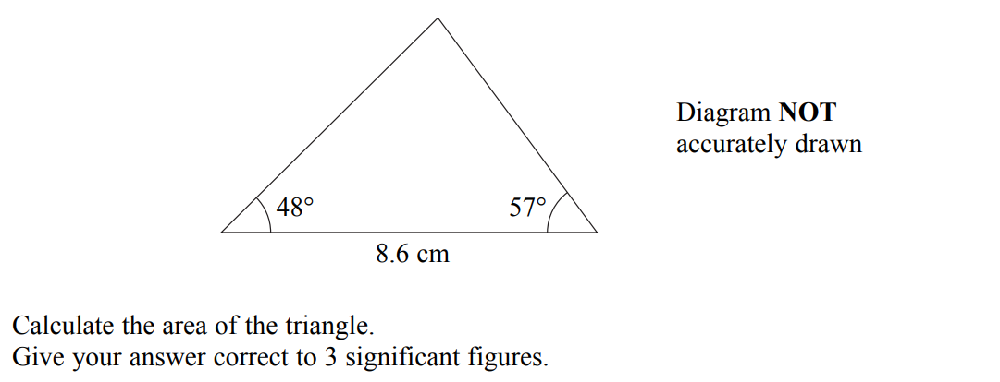 Diagram NOT
accurately drawn
48°
57°
8.6 cm
Calculate the area of the triangle.
Give your answer correct to 3 significant figures.